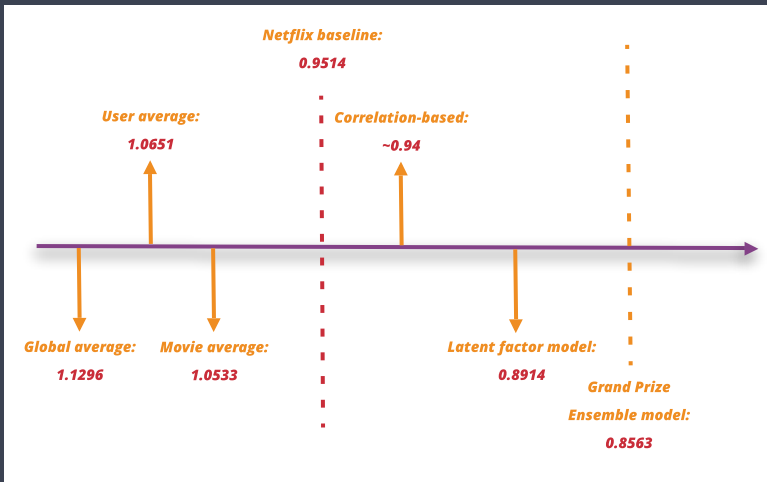 Netflix baseline:
0.9514
User average:
1.0651
Correlation-based:
~0.94
Global average:
1.1296
Movie average:
1.0533
Latent factor model:
0.8914
Grand Prize
Ensemble model:
0.8563